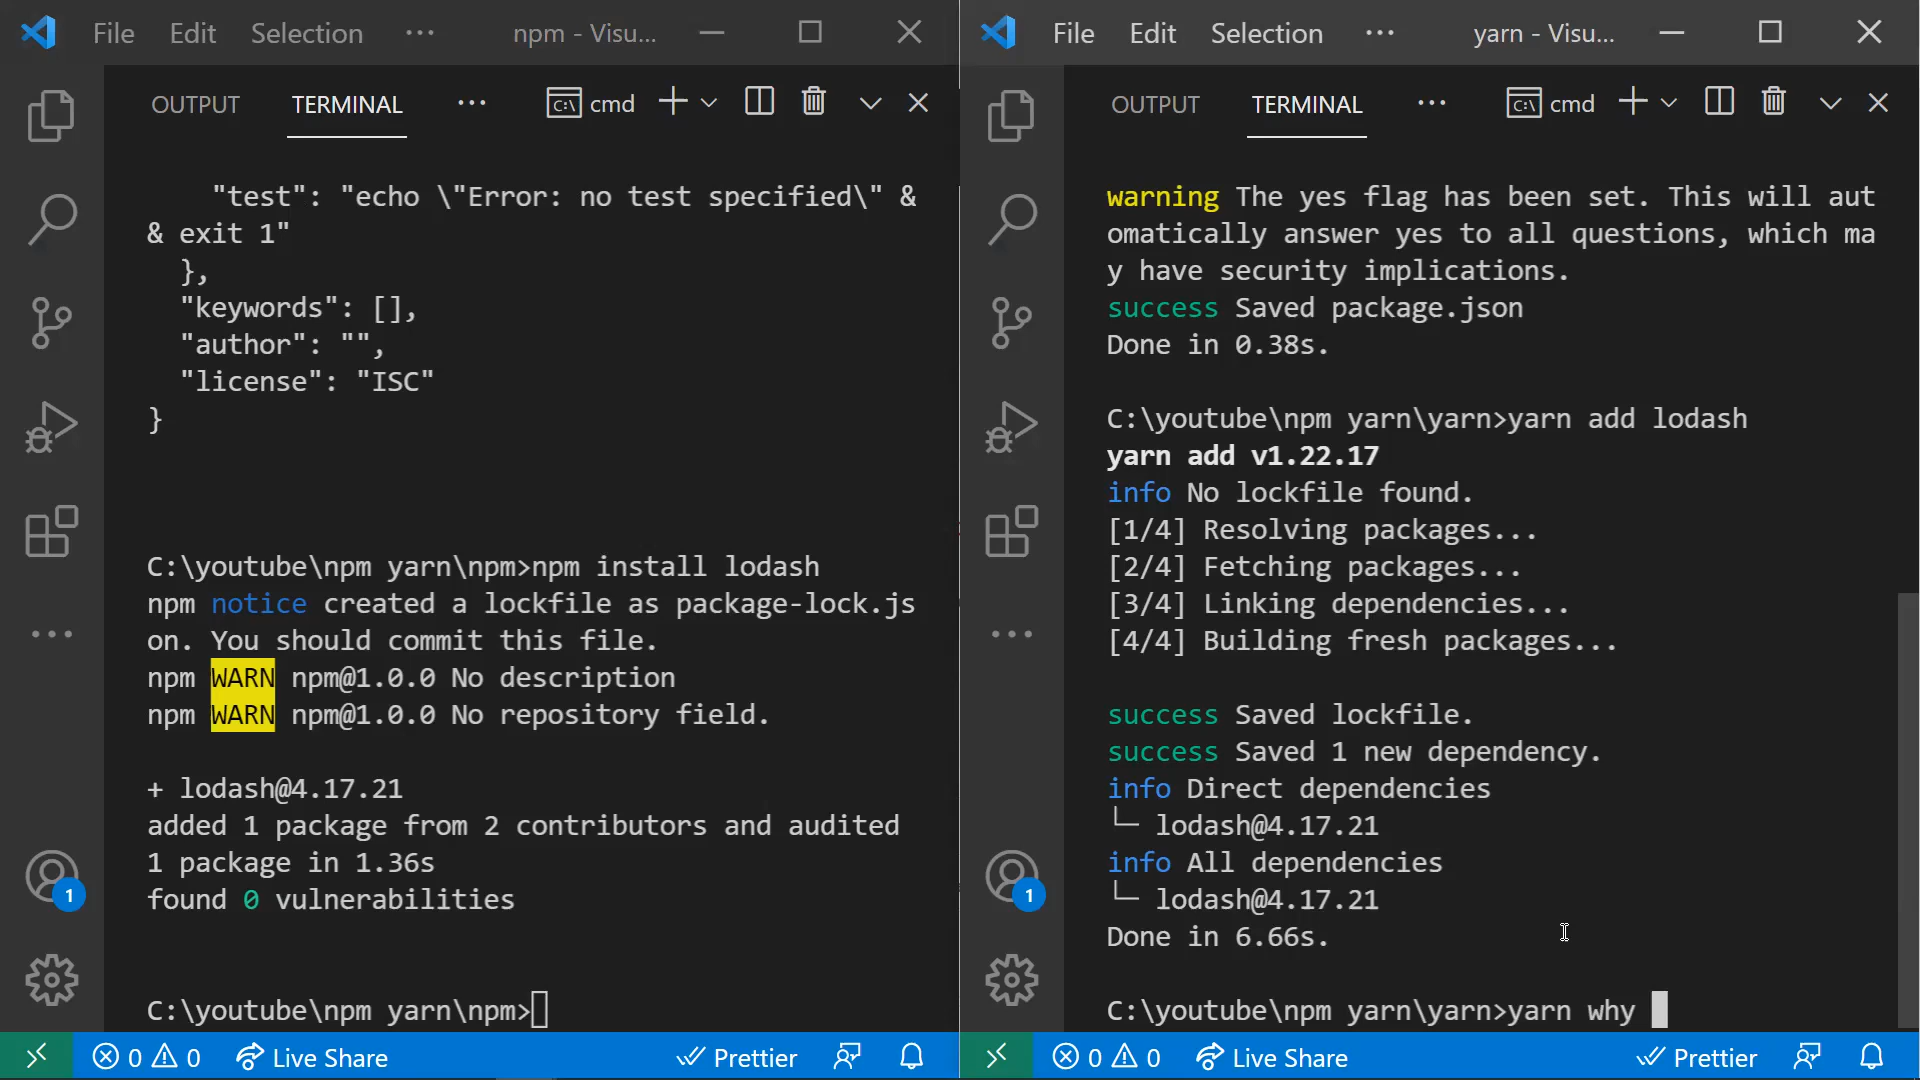 File Edit Selection ··· npm - Visu...
OUTPUT TERMINAL ··· cmd
"test": "echo \"Error: no test specified\" &
& exit 1"
},
"keywords": [],
"author": "",
"license": "ISC"
}
C:\youtube\npm yarn\npm>npm install lodash
npm notice created a lockfile as package-lock.js
on. You should commit this file.
npm WARN npm@1.0.0 No description
npm WARN npm@1.0.0 No repository field.
+ lodash@4.17.21
added 1 package from 2 contributors and audited
1 package in 1.36s
found 0 vulnerabilities
C:\youtube\npm yarn\npm>
1
0 0 Live Share Prettier
File Edit Selection ··· yarn - Visu...
OUTPUT TERMINAL ··· cmd
warning The yes flag has been set. This will aut
omatically answer yes to all questions, which ma
y have security implications.
success Saved package.json
Done in 0.38s.
C:\youtube\npm yarn\yarn>yarn add lodash
yarn add v1.22.17
info No lockfile found.
[1/4] Resolving packages...
[2/4] Fetching packages...
[3/4] Linking dependencies...
[4/4] Building fresh packages...
success Saved lockfile.
success Saved 1 new dependency.
info Direct dependencies
└─ lodash@4.17.21
info All dependencies
└─ lodash@4.17.21
Done in 6.66s.
C:\youtube\npm yarn\yarn>yarn why
1
0 0 Live Share Prettier